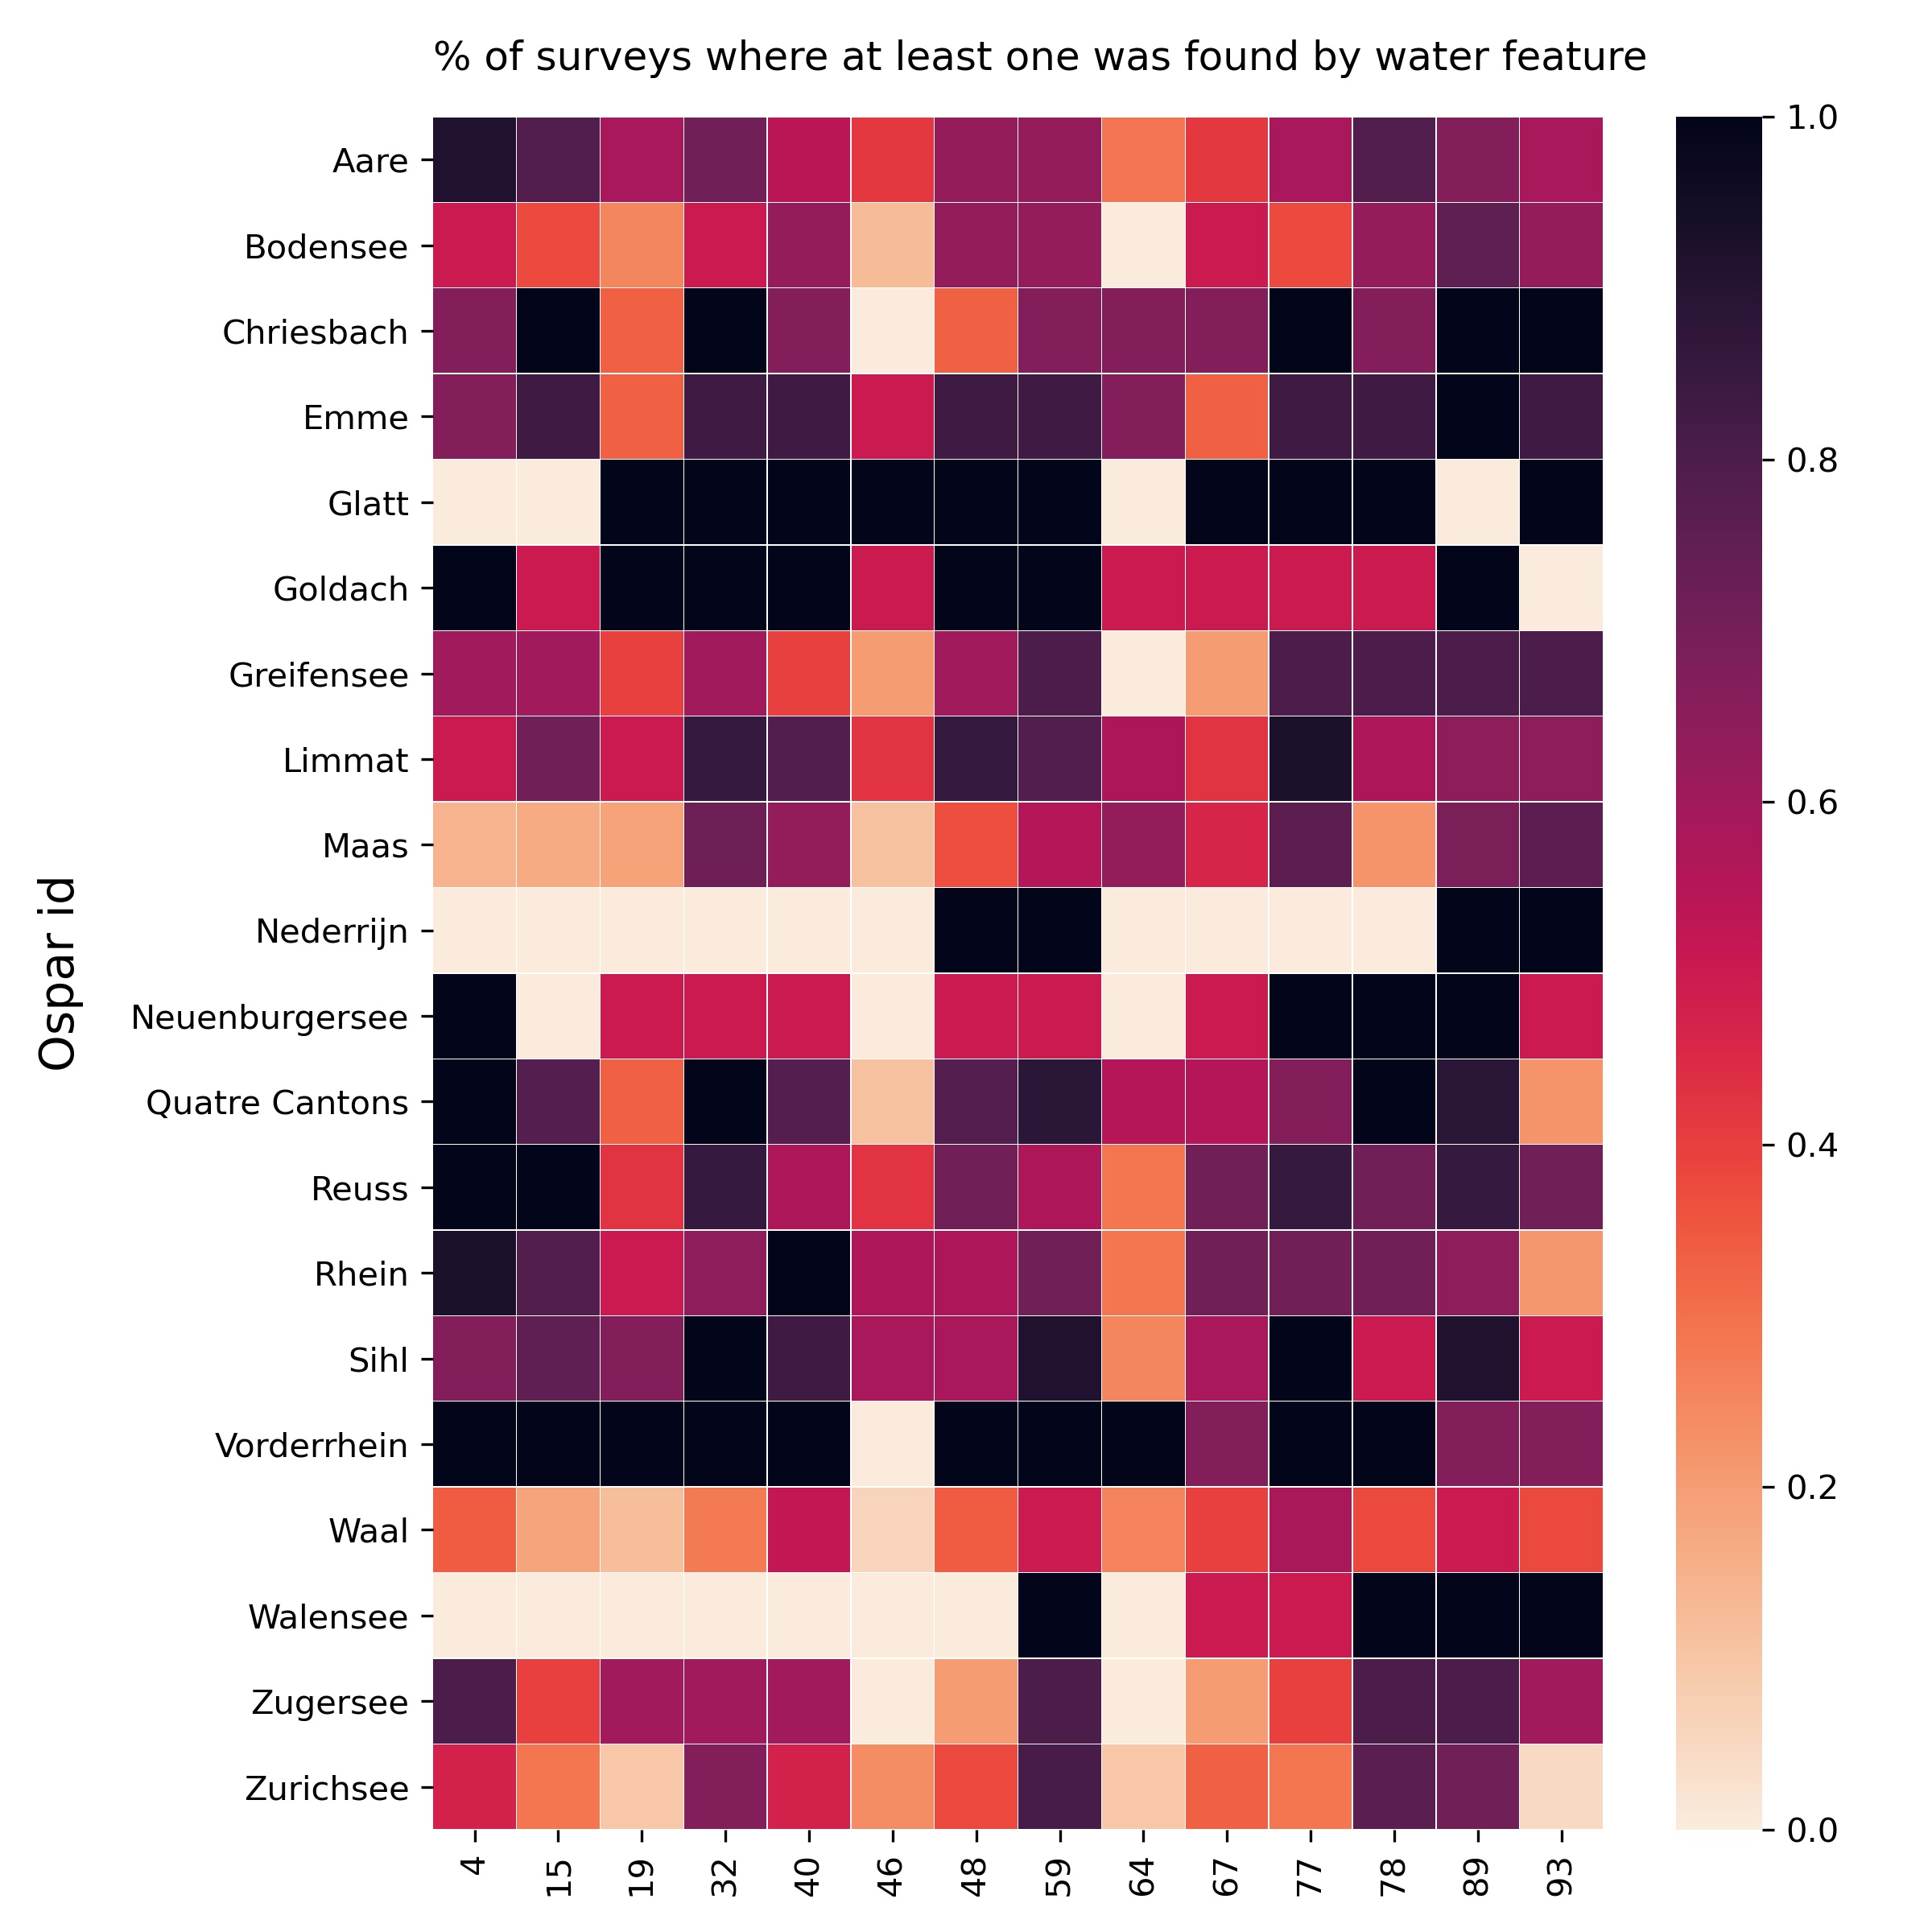 % of surveys where at least one was found by water feature
Ospar id
Aare
Bodensee
Chriesbach
Emme
Glatt
Goldach
Greifensee
Limmat
Maas
Nederrijn
Neuenburgersee
Quatre Cantons
Reuss
Rhein
Sihl
Vorderrhein
Waal
Walensee
Zugersee
Zurichsee
4 15 19 32 40 46 48 59 64 67 77 78 89 93
1.0
0.8
0.6
0.4
0.2
0.0